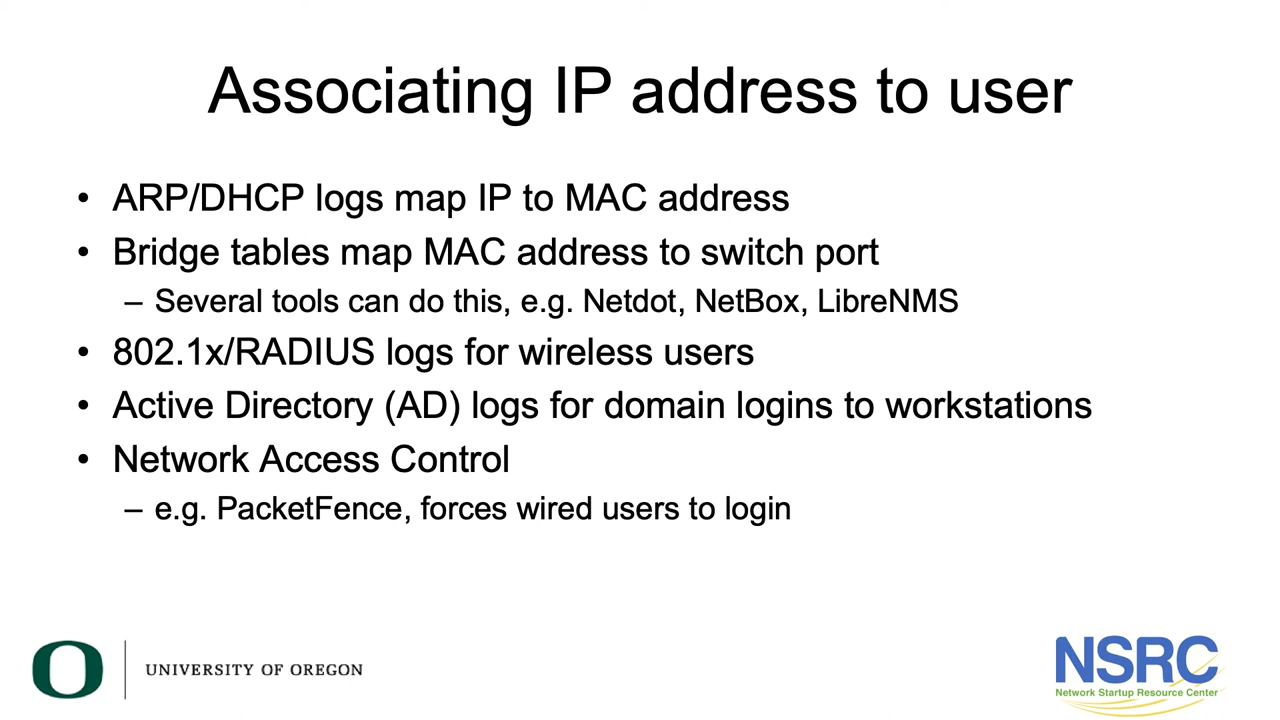 Associating IP address to user
• ARP/DHCP logs map IP to MAC address
• Bridge tables map MAC address to switch port
– Several tools can do this, e.g. Netdot, NetBox, LibreNMS
• 802.1x/RADIUS logs for wireless users
• Active Directory (AD) logs for domain logins to workstations
• Network Access Control
– e.g. PacketFence, forces wired users to login
O
UNIVERSITY OF OREGON
NSRC
Network Startup Resource Center